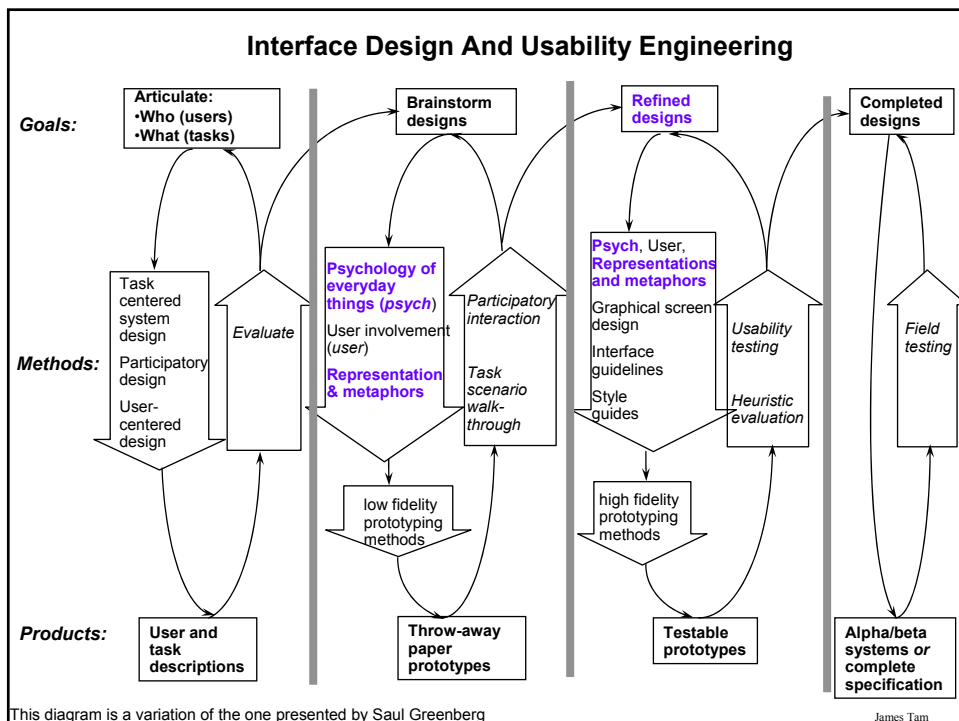 Interface Design And Usability Engineering
Goals:
Articulate:
•Who (users)
•What (tasks)
Brainstorm
designs
Refined
designs
Completed
designs
Methods:
Task
centered
system
design
Participatory
design
User-
centered
design
Evaluate
Psychology of
everyday
things (psych)
User involvement
(user)
Representation
& metaphors
Participatory
interaction
Task
scenario
walk-
through
Psych, User,
Representations
and metaphors
Graphical screen
design
Interface
guidelines
Style
guides
Usability
testing
Heuristic
evaluation
Field
testing
low fidelity
prototyping
methods
high fidelity
prototyping
methods
Products:
User and
task
descriptions
Throw-away
paper
prototypes
Testable
prototypes
Alpha/beta
systems or
complete
specification
This diagram is a variation of the one presented by Saul Greenberg
James Tam